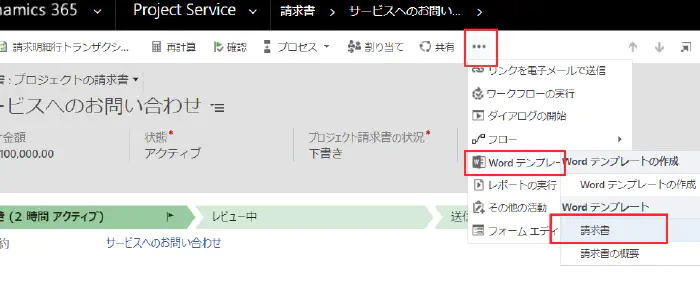 namics 365 Project Service 請求書 > サービスへのお問い... >
請求明細行トランザクシ... 再計算 確認 プロセス 割り当て 共有 ...
書 : プロジェクトの請求書
ービスへのお問い合わせ
金額 状態* プロジェクト請求書の状況*
100,000.00 アクティブ 下書き
リンクを電子メールで送信
ワークフローの実行
ダイアログの開始
フロー
Word テンプレー
レポートの実行
その他の活動
フォーム エディ
Word テンプレートの作成
Word テンプレートの作成
Word テンプレート
請求書
請求書の概要
(2 時間 アクティブ) レビュー中 送信
約 サービスへのお問い合わせ